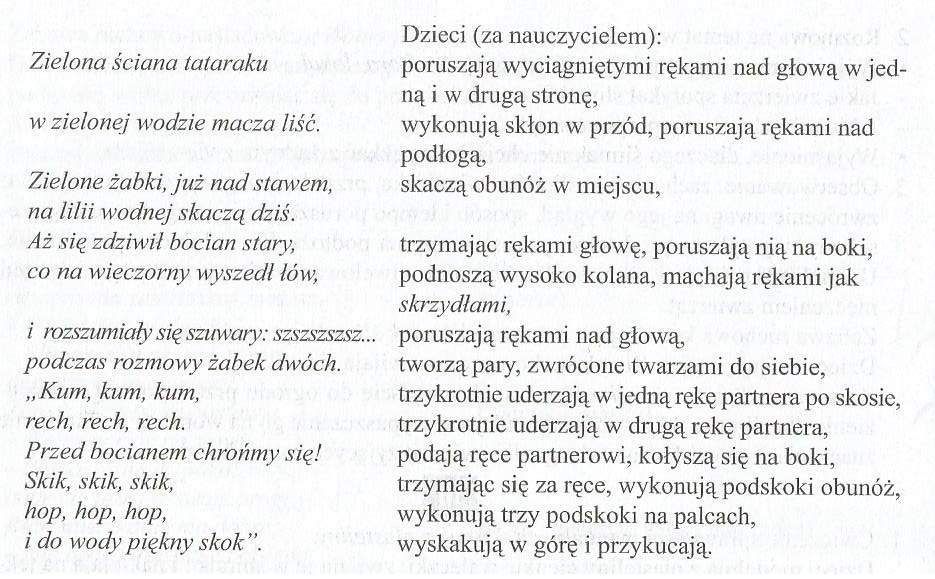 Dzieci (za nauczycielem):
Zielona ściana tataraku poruszają wyciągniętymi rękami nad głową w jed-
ną i w drugą stronę,
w zielonej wodzie macza liść. wykonują skłon w przód, poruszają rękami nad
podłogą,
Zielone żabki, już nad stawem, skaczą obunóż w miejscu,
na lilii wodnej skaczą dziś.
Aż się zdziwił bocian stary, trzymając rękami głowę, poruszają nią na boki,
co na wieczorny wyszedł łów, podnoszą wysoko kolana, machają rękami jak
skrzydłami,
i rozszumiały się szuwary: szszszszsz... poruszają rękami nad głową,
podczas rozmowy żabek dwóch. tworzą pary, zwrócone twarzami do siebie,
„Kum, kum, kum, trzykrotnie uderzają w jedną rękę partnera po skosie,
rech, rech, rech. trzykrotnie uderzają w drugą rękę partnera,
Przed bocianem chrońmy się! podają ręce partnerowi, kołyszą się na boki,
Skik, skik, skik, trzymając się za ręce, wykonują podskoki obunóż,
hop, hop, hop, wykonują trzy podskoki na palcach,
i do wody piękny skok”. wyskakują w górę i przykucają.